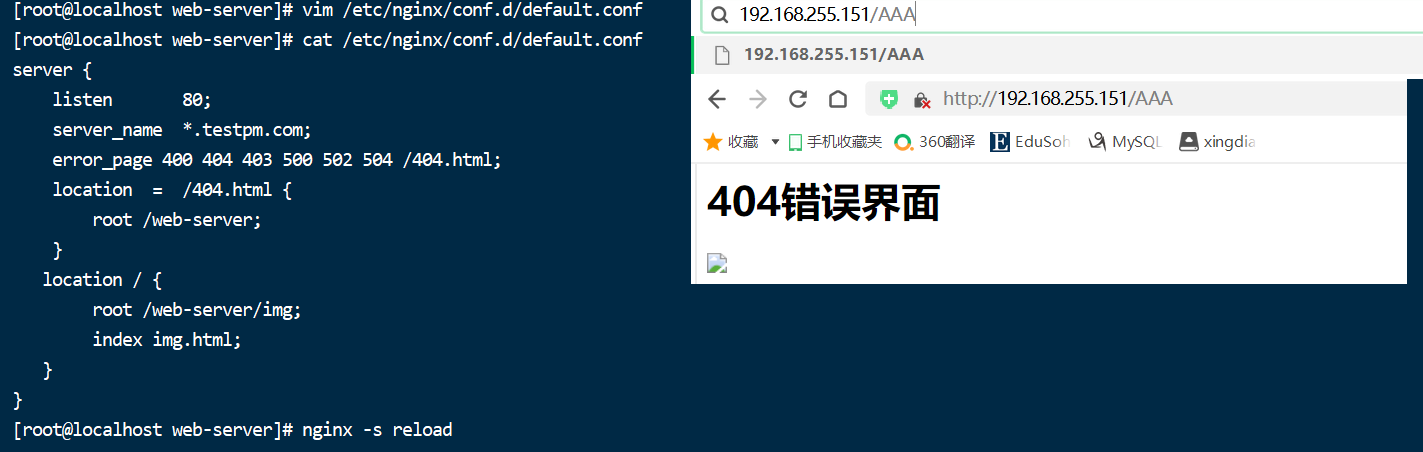 [root@localhost web-server]# vim /etc/nginx/conf.d/default.conf
[root@localhost web-server]# cat /etc/nginx/conf.d/default.conf
server {
    listen       80;
    server_name  *.testpm.com;
    error_page 400 404 403 500 502 504 /404.html;
    location  =  /404.html {
        root /web-server;
    }
   location / {
        root /web-server/img;
        index img.html;
   }
}
[root@localhost web-server]# nginx -s reload
192.168.255.151/AAA
192.168.255.151/AAA
http://192.168.255.151/AAA
收藏 手机收藏夹 360翻译 E EduSoh MySQL xingdia
404错误界面